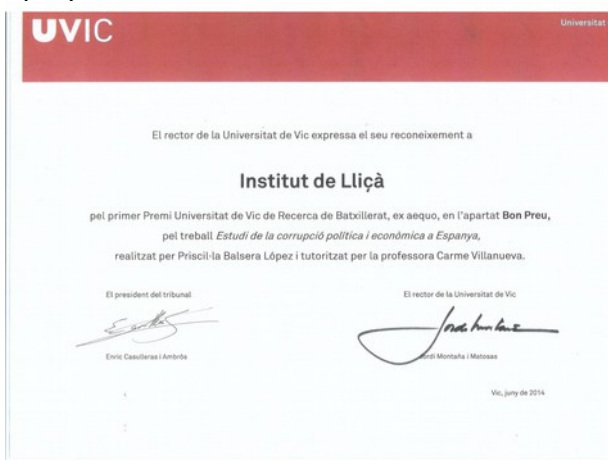 UVIC
Universitat
El rector de la Universitat de Vic expressa el seu reconeixement a
Institut de Lliçà
pel primer Premi Universitat de Vic de Recerca de Batxillerat, ex aequo, en l'apartat Bon Preu,
pel treball Estudi de la corrupció política i econòmica a Espanya,
realitzat per Priscil·la Balsera López i tutoritzat per la professora Carme Villanueva.
El president del tribunal
El rector de la Universitat de Vic
Enric Casulleras i Ambrós
Jordi Montaña i Matosas
Vic, juny de 2014